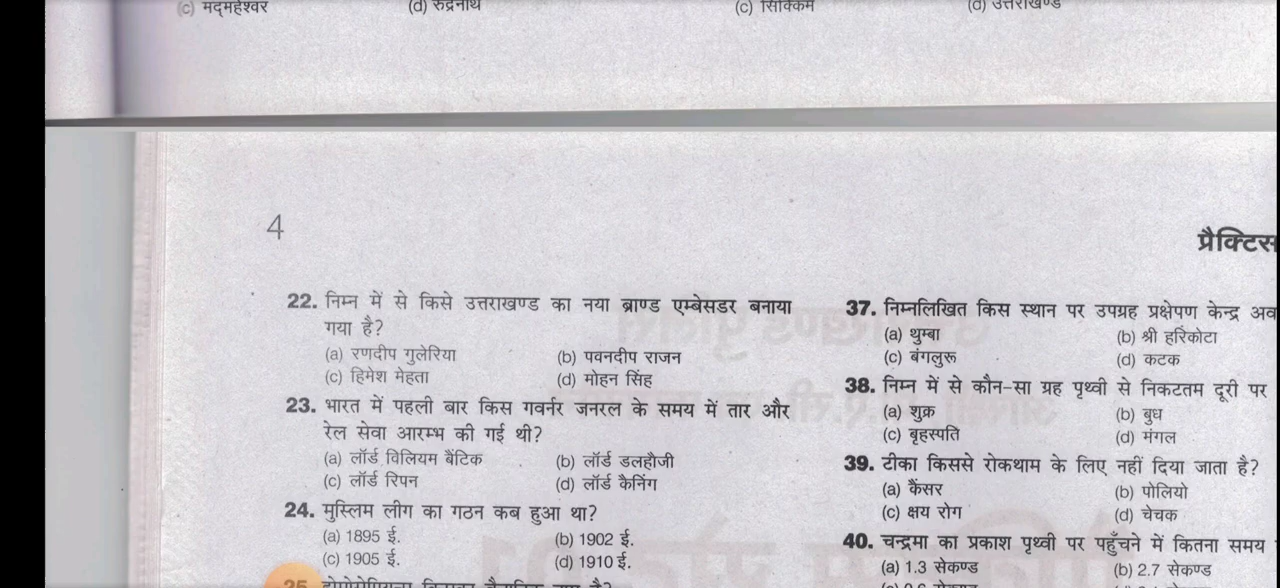 (c) मद्महेश्वर (d) रुद्रनाथ
(c) सिक्किम (d) उत्तराखण्ड
4
प्रैक्टिस
22. निम्न में से किसे उत्तराखण्ड का नया ब्राण्ड एम्बेसडर बनाया
गया है?
(a) रणदीप गुलेरिया (b) पवनदीप राजन
(c) हिमेश मेहता (d) मोहन सिंह
23. भारत में पहली बार किस गवर्नर जनरल के समय में तार और
रेल सेवा आरम्भ की गई थी?
(a) लॉर्ड विलियम बैंटिक (b) लॉर्ड डलहौजी
(c) लॉर्ड रिपन (d) लॉर्ड कैनिंग
24. मुस्लिम लीग का गठन कब हुआ था?
(a) 1895 ई. (b) 1902 ई.
(c) 1905 ई. (d) 1910 ई.
37. निम्नलिखित किस स्थान पर उपग्रह प्रक्षेपण केन्द्र अव
(a) थुम्बा (b) श्री हरिकोटा
(c) बंगलुरू (d) कटक
38. निम्न में से कौन-सा ग्रह पृथ्वी से निकटतम दूरी पर
(a) शुक्र (b) बुध
(c) बृहस्पति (d) मंगल
39. टीका किससे रोकथाम के लिए नहीं दिया जाता है?
(a) कैंसर (b) पोलियो
(c) क्षय रोग (d) चेचक
40. चन्द्रमा का प्रकाश पृथ्वी पर पहुँचने में कितना समय
(a) 1.3 सेकण्ड (b) 2.7 सेकण्ड